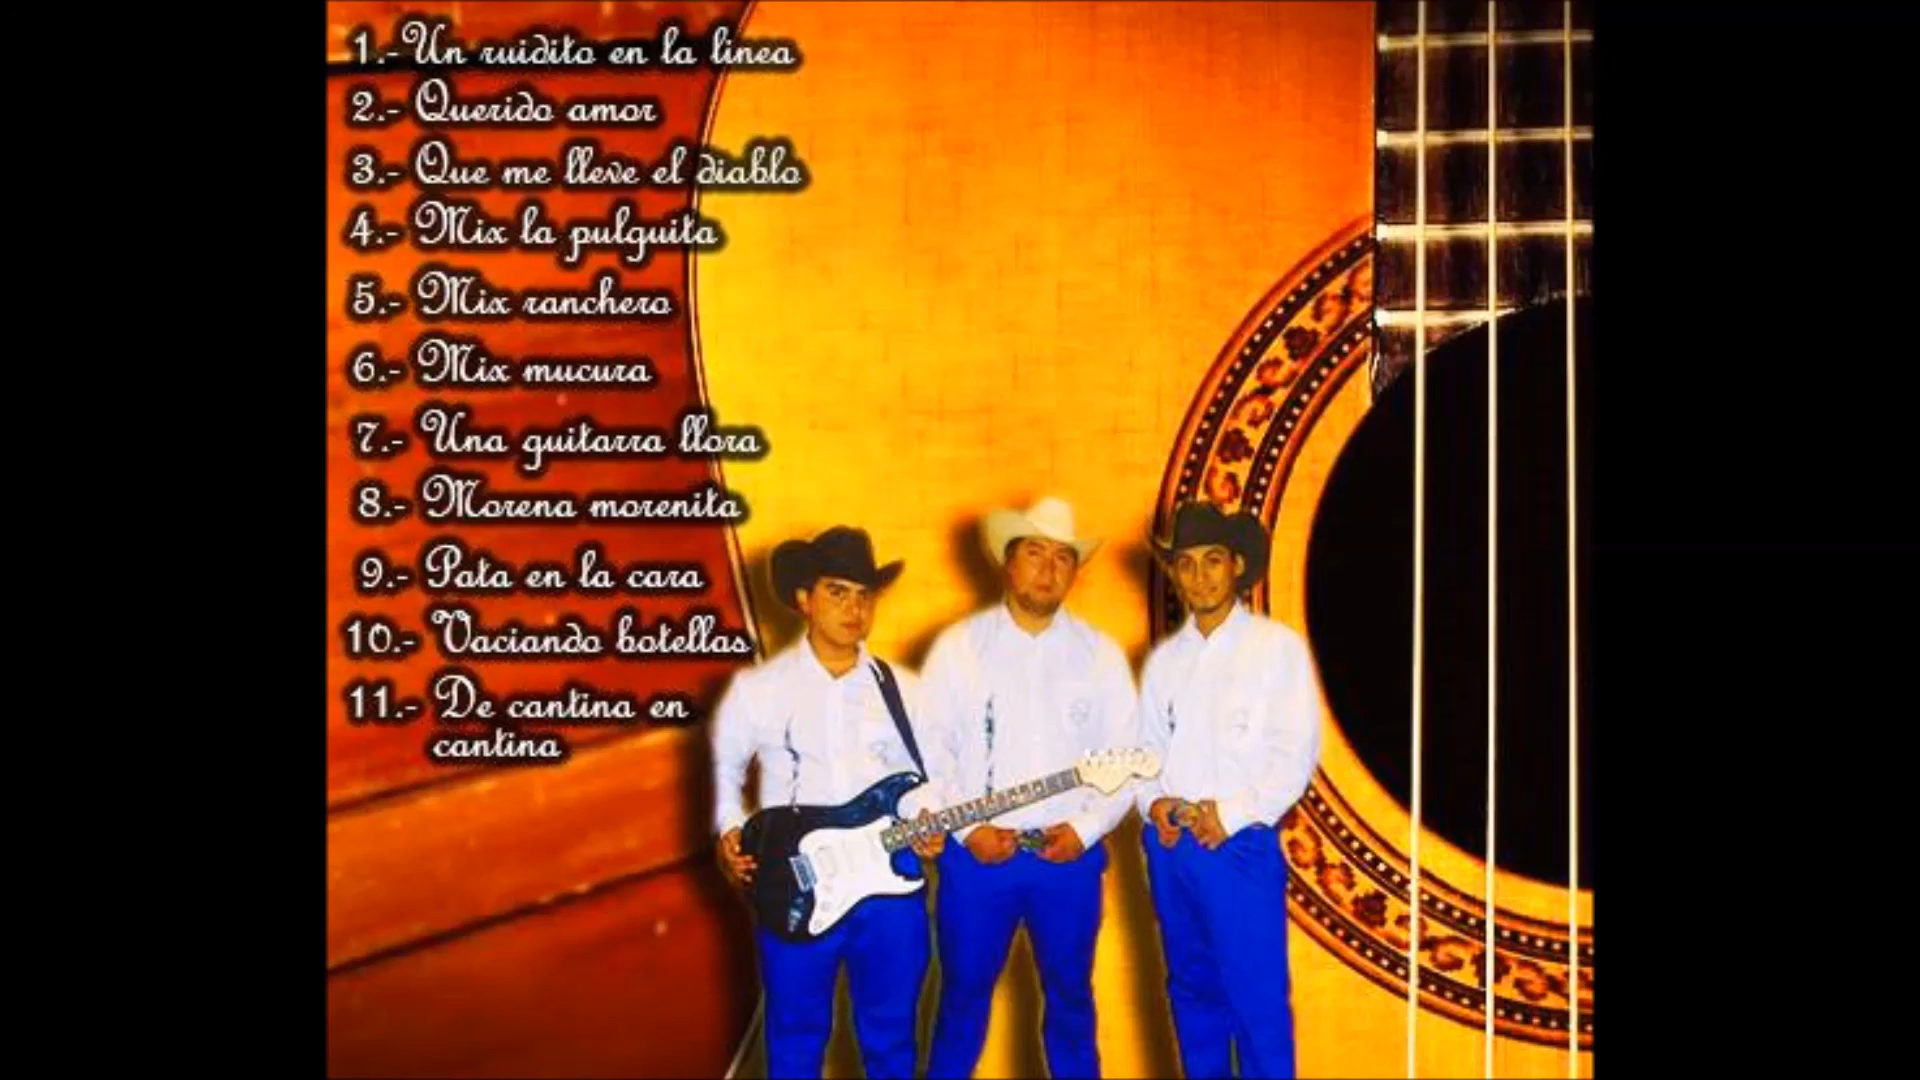 1.- Un ruidito en la linea
2.- Querido amor
3.- Que me lleve el diablo
4.- Mix la pulguita
5.- Mix ranchero
6.- Mix mucura
7.- Una guitarra llora
8.- Morena morenita
9.- Pata en la cara
10.- Vaciando botellas
11.- De cantina en
cantina